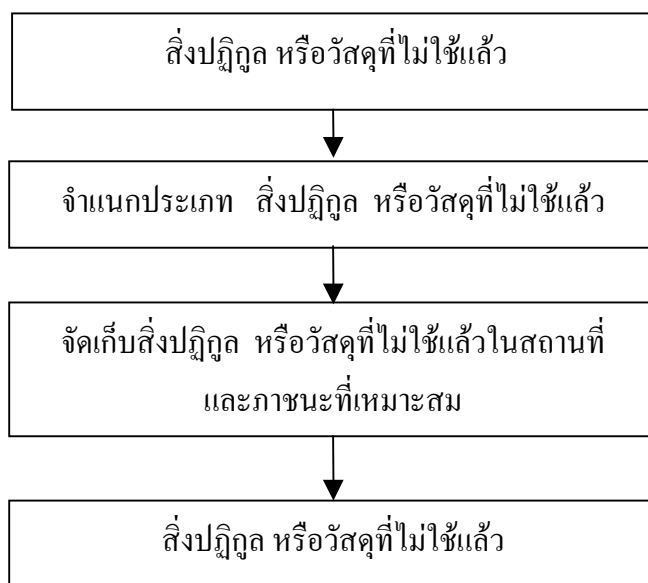 สิ่งปฏิกูล หรือวัสดุที่ไม่ใช้แล้ว
จำแนกประเภท สิ่งปฏิกูล หรือวัสดุที่ไม่ใช้แล้ว
จัดเก็บสิ่งปฏิกูล หรือวัสดุที่ไม่ใช้แล้วในสถานที่
และภาชนะที่เหมาะสม
สิ่งปฏิกูล หรือวัสดุที่ไม่ใช้แล้ว